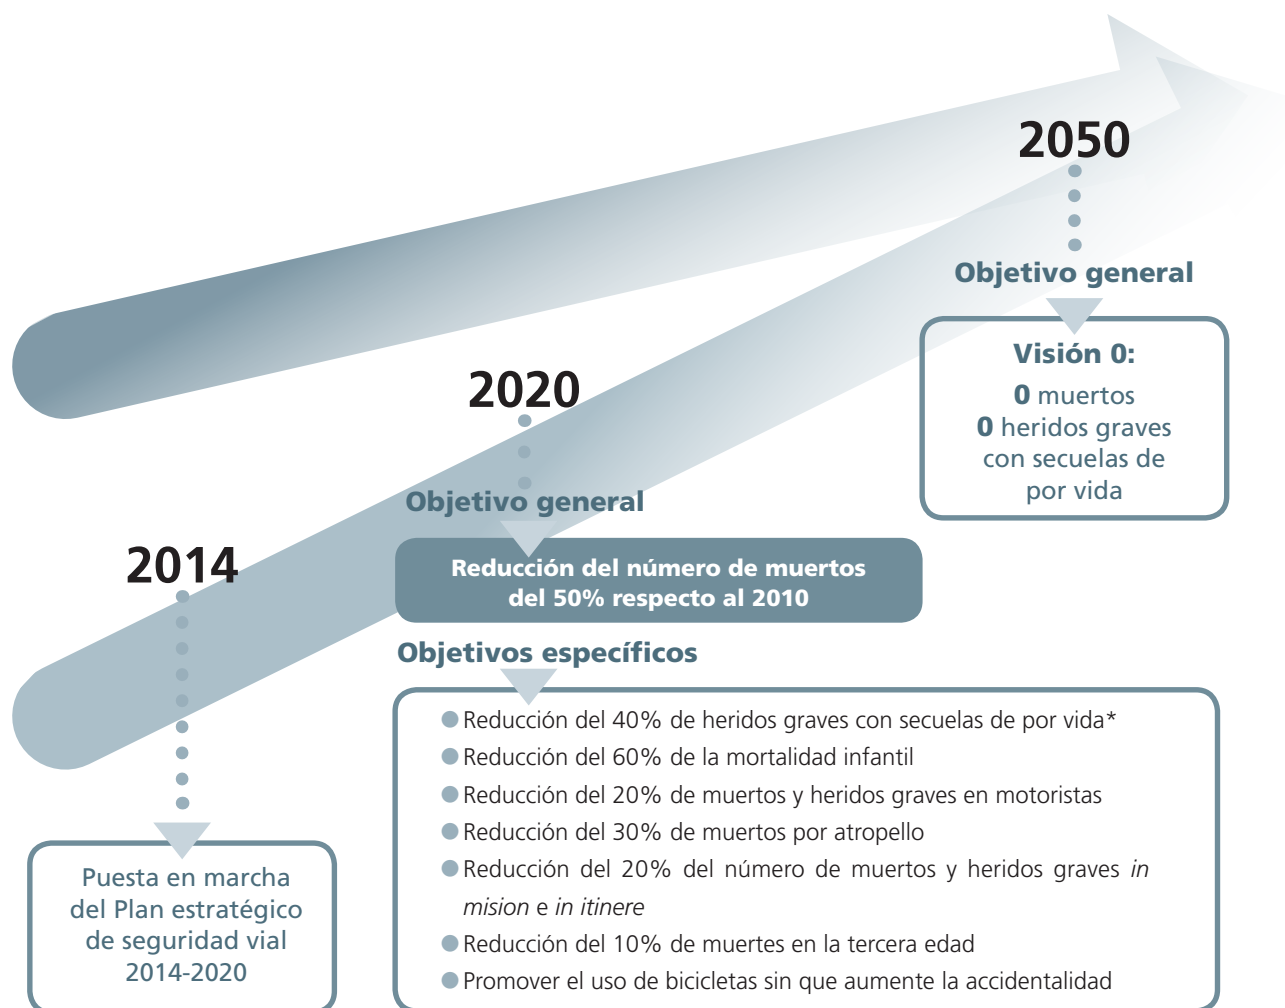 2050
Objetivo general
Visión 0:
0 muertos
0 heridos graves
con secuelas de
por vida
2020
Objetivo general
Reducción del número de muertos
del 50% respecto al 2010
Objetivos específicos
Reducción del 40% de heridos graves con secuelas de por vida*
Reducción del 60% de la mortalidad infantil
Reducción del 20% de muertos y heridos graves en motoristas
Reducción del 30% de muertos por atropello
Reducción del 20% del número de muertos y heridos graves in
mision e in itinere
Reducción del 10% de muertes en la tercera edad
Promover el uso de bicicletas sin que aumente la accidentalidad
2014
Puesta en marcha
del Plan estratégico
de seguridad vial
2014-2020